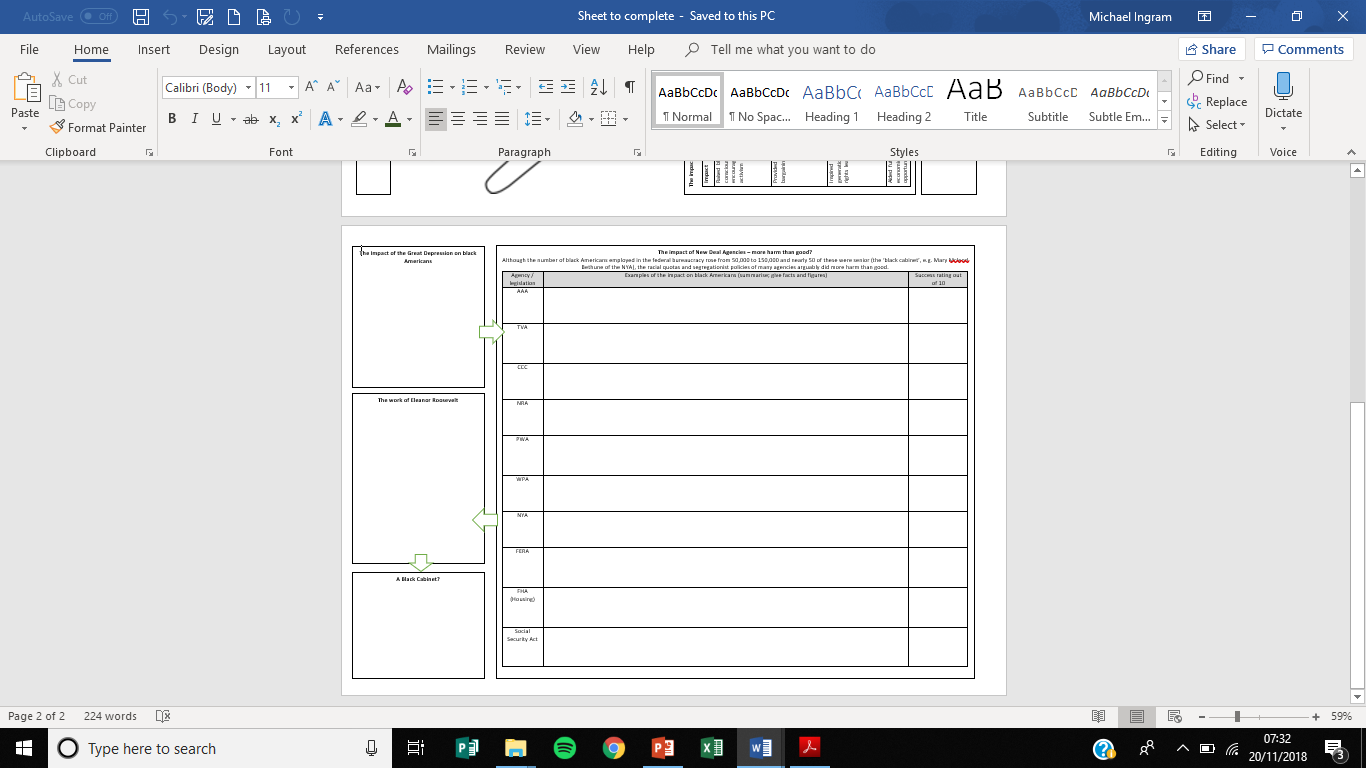 AutoSave Off
Sheet to complete - Saved to this PC
Michael Ingram
File Home Insert Design Layout References Mailings Review View Help Tell me what you want to do
Share Comments
Paste
Cut
Copy
Format Painter
Clipboard
Calibri (Body) 11
Font
Paragraph
AaBbCcDc AaBbCcDc AaBbCc AaBbCcD AaB AaBbCcD AaBbCcDc
¶ Normal ¶ No Spac... Heading 1 Heading 2 Title Subtitle Subtle Em...
Styles
Find
Replace
Select
Editing
Dictate
Voice
The impact of the Great Depression on black
Americans
The work of Eleanor Roosevelt
A Black Cabinet?
The impact of New Deal Agencies – more harm than good?
Although the number of black Americans employed in the federal bureaucracy rose from 50,000 to 150,000 and nearly 50 of these were senior (the 'black cabinet', e.g. Mary
Bethune of the NYA), the racial quotas and segregationist policies of many agencies arguably did more harm than good.
Agency / legislation
Examples of the impact on black Americans (summarise; give facts and figures)
Success rating out of 10
AAA
TVA
CCC
NRA
PWA
WPA
NYA
FERA
FHA
(Housing)
Social
Security Act
Page 2 of 2 224 words
59%
Type here to search
07:32
20/11/2018
3